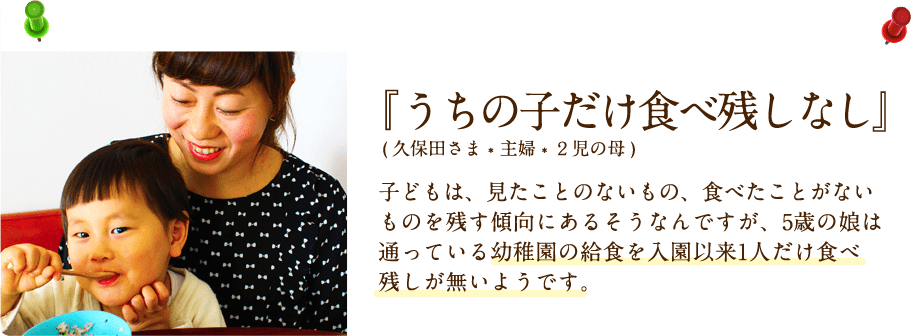 『うちの子だけ食べ残しなし』
(久保田さま * 主婦 * ２児の母)
子どもは、見たことのないもの、食べたことがない
ものを残す傾向にあるそうなんですが、5歳の娘は
通っている幼稚園の給食を入園以来1人だけ食べ
残しが無いようです。